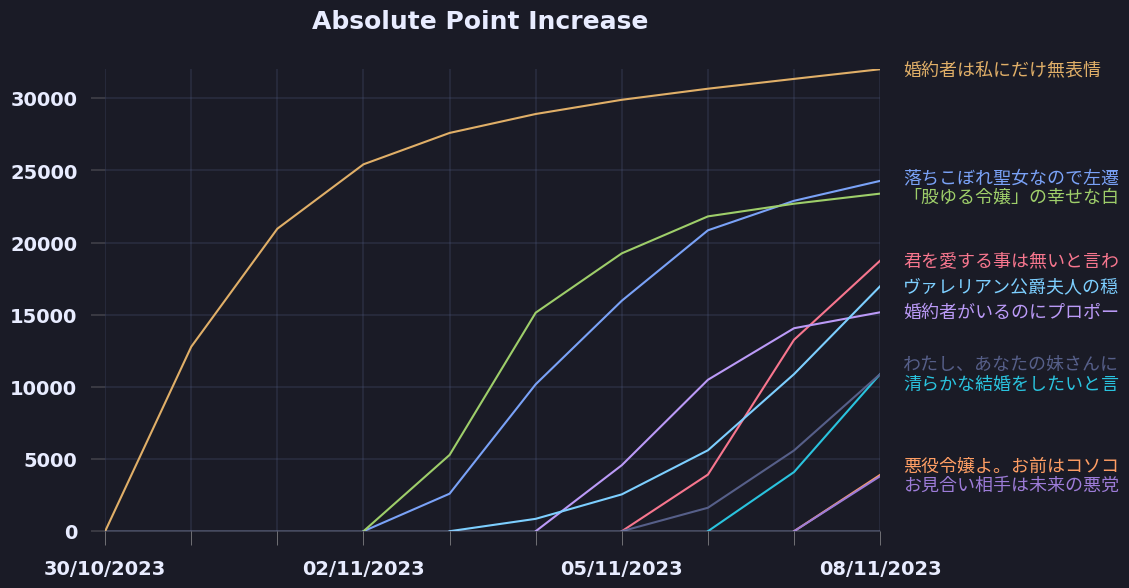 Absolute Point Increase
30000
25000
20000
15000
10000
5000
0
30/10/2023
02/11/2023
05/11/2023
08/11/2023
婚約者は私にだけ無表情
落ちこぼれ聖女なので左遷
「股ゆる令嬢」の幸せな白
君を愛する事は無いと言わ
ヴァレリアン公爵夫人の穏
婚約者がいるのにプロポー
わたし、あなたの妹さんに
清らかな結婚をしたいと言
悪役令嬢よ。お前はコソコ
お見合い相手は未来の悪党